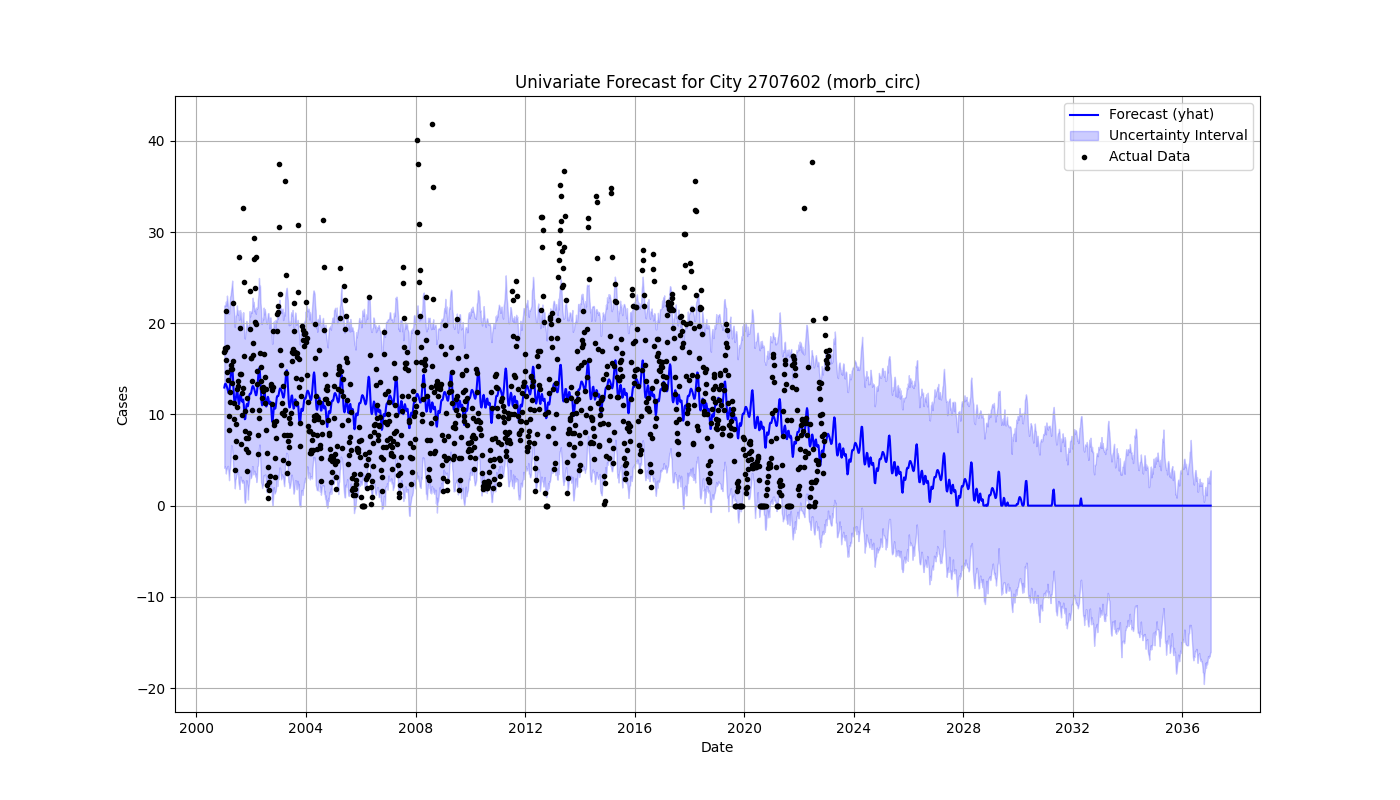 Univariate Forecast for City 2707602 (morb_circ)
Forecast (yhat)
Uncertainty Interval
Actual Data
Cases
40
30
20
10
0
−10
−20
2000 2004 2008 2012 2016 2020 2024 2028 2032 2036
Date